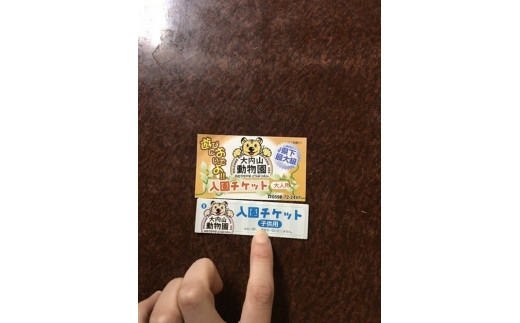 遊びに
おいでよ
県下
最大級
大内山
動物園
入園チケット
大人用
大内山
動物園
入園チケット
子供用